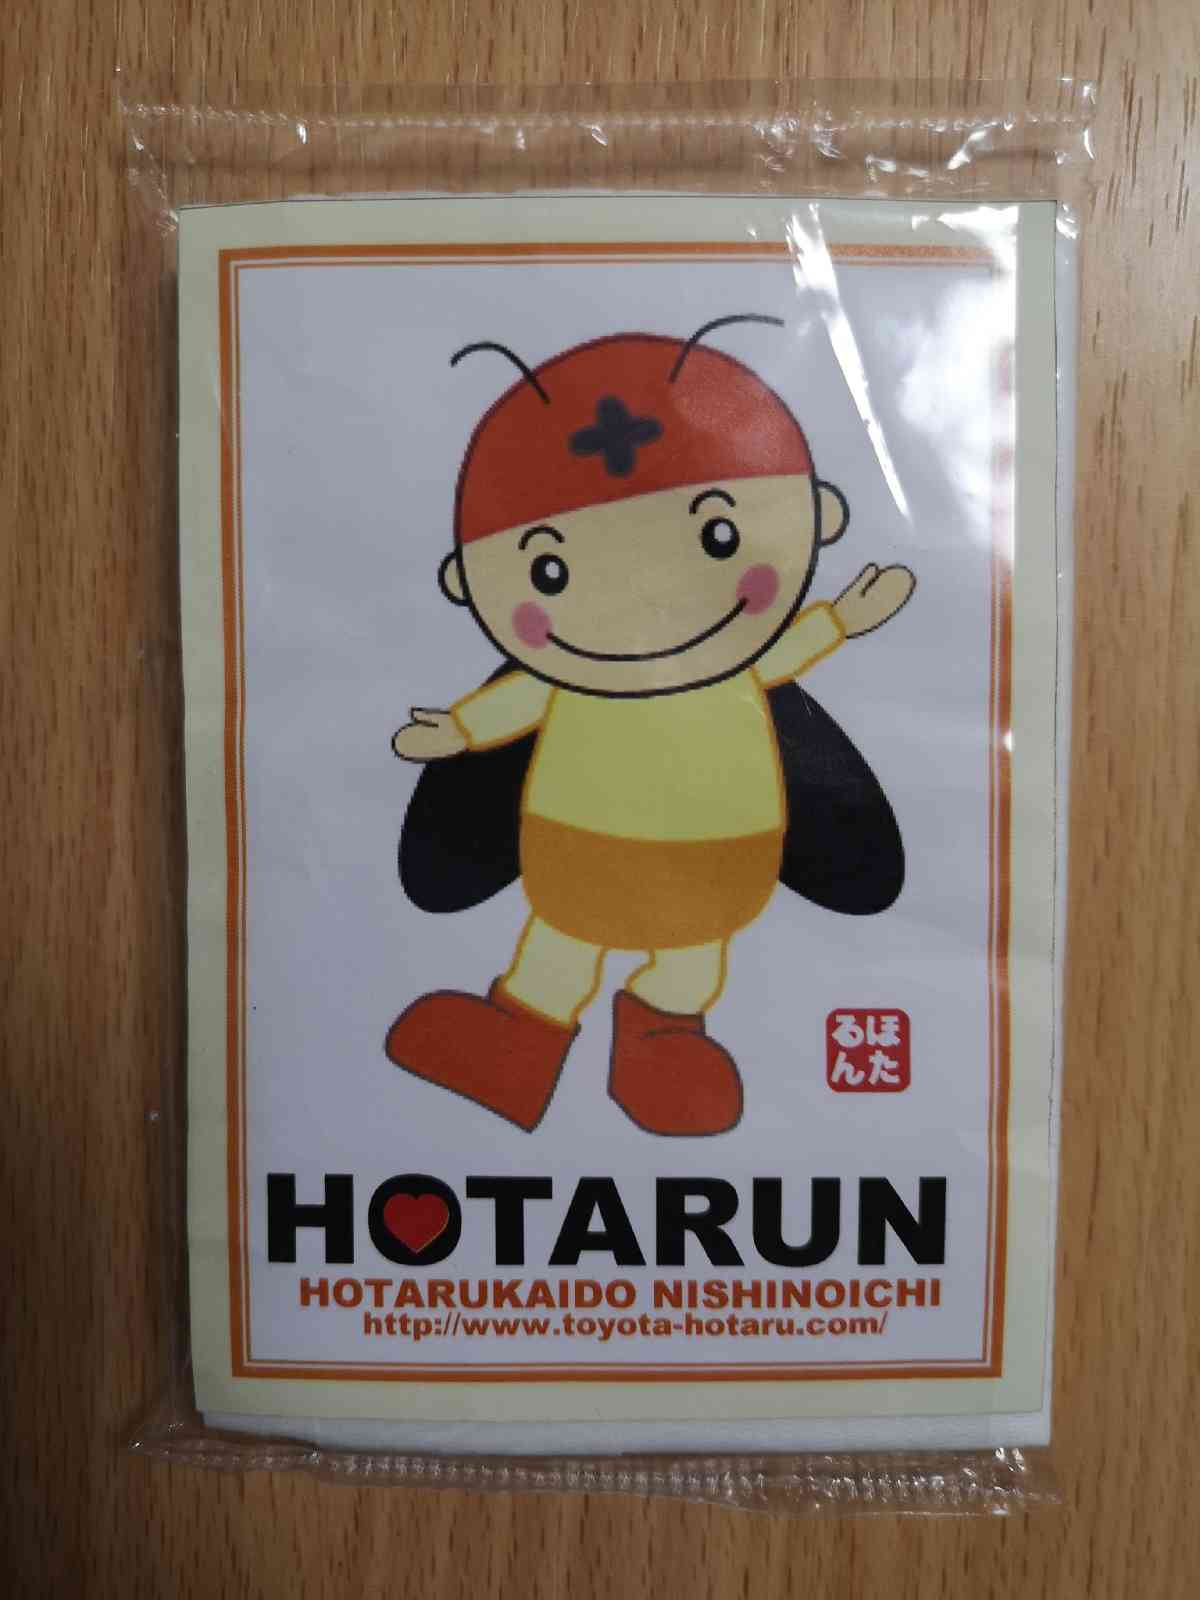 ほた
るん
HOTARUN
HOTARUKAIDO NISHINOICHI
http://www.toyota-hotaru.com/